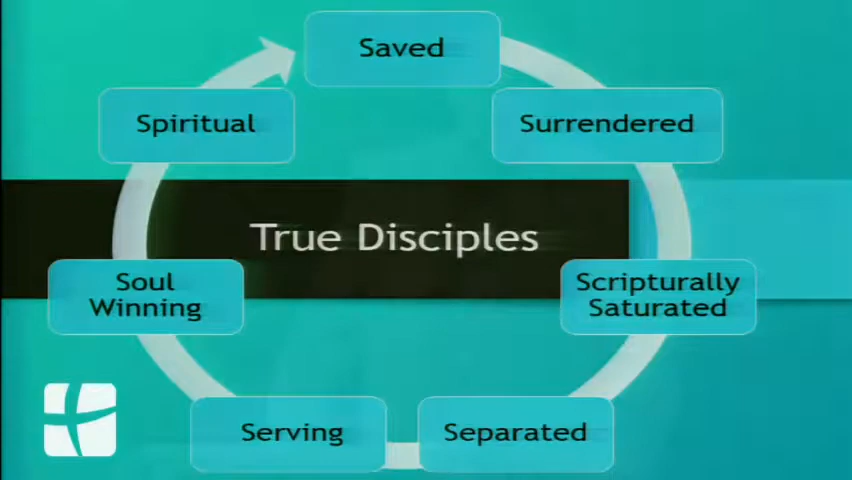 Saved
Surrendered
Scripturally
Saturated
Separated
Serving
Soul
Winning
Spiritual
True Disciples